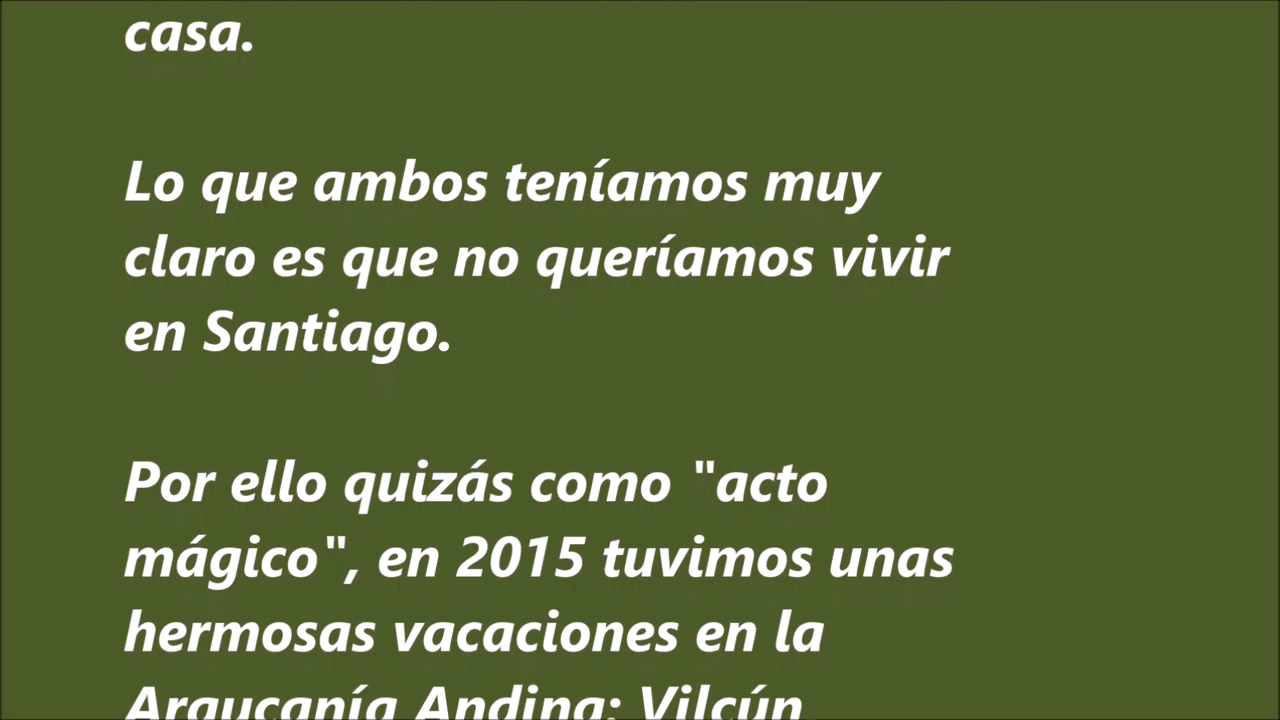 casa.
Lo que ambos teníamos muy
claro es que no queríamos vivir
en Santiago.
Por ello quizás como "acto
mágico", en 2015 tuvimos unas
hermosas vacaciones en la
Araucanía Andina: Vilcún,